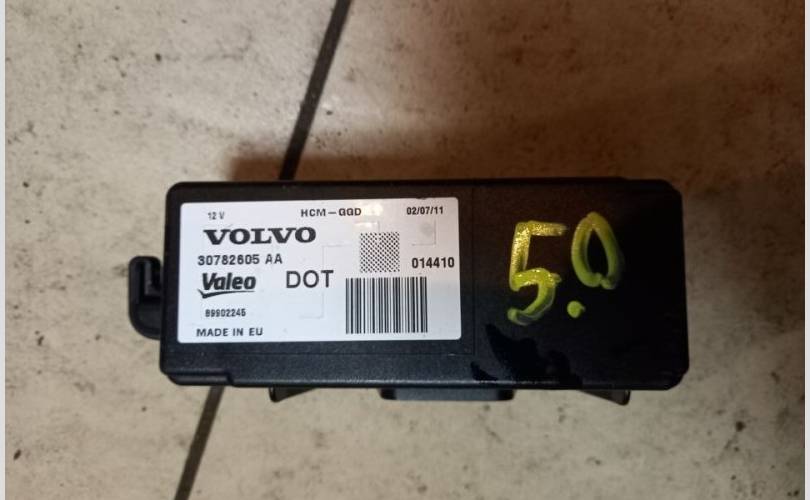 12 V HCM-GGD 02/07/11
VOLVO
30782605 AA
014410
Valeo DOT
89902245
MADE IN EU
5.0